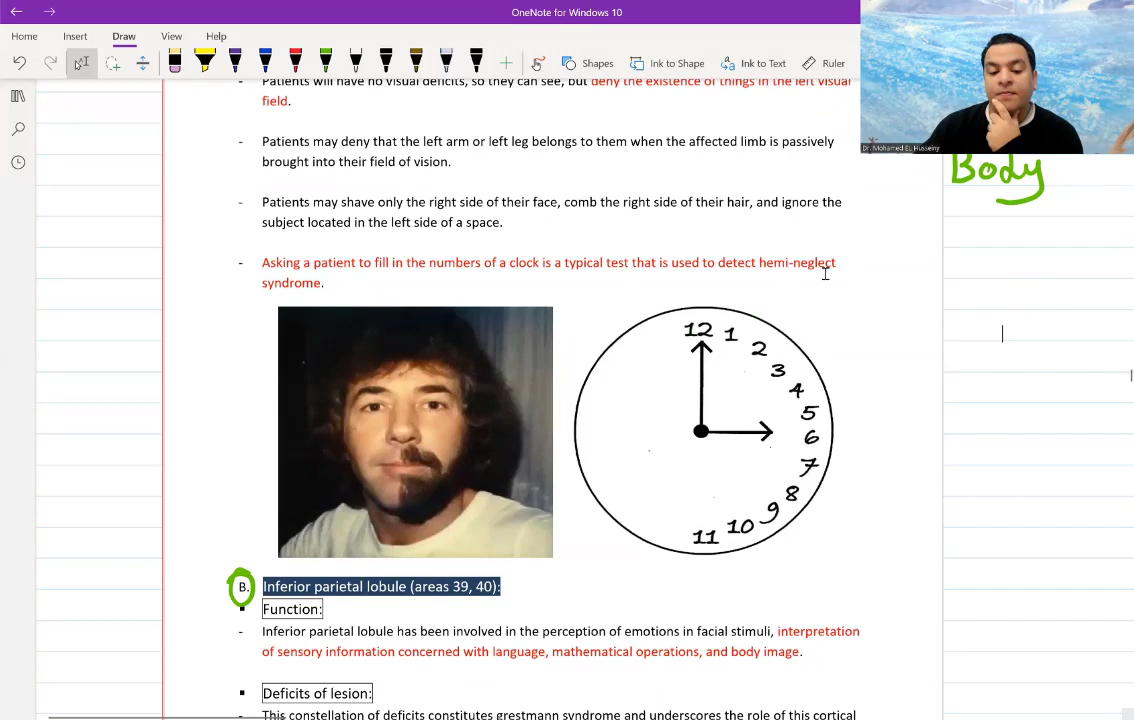 OneNote for Windows 10
Home Insert Draw View Help
Shapes Ink to Shape Ink to Text Ruler
Dr. Mohamed EL Husseiny
Patients will have no visual deficits, so they can see, but deny the existence of things in the left visual
field.
Body
- Patients may deny that the left arm or left leg belongs to them when the affected limb is passively
brought into their field of vision.
- Patients may shave only the right side of their face, comb the right side of their hair, and ignore the
subject located in the left side of a space.
- Asking a patient to fill in the numbers of a clock is a typical test that is used to detect hemi-neglect
syndrome.
12
1
2
3
4
5
6
7
8
9
10
11
B. Inferior parietal lobule (areas 39, 40):
Function:
- Inferior parietal lobule has been involved in the perception of emotions in facial stimuli, interpretation
of sensory information concerned with language, mathematical operations, and body image.
Deficits of lesion:
- This constellation of deficits constitutes grestmann syndrome and underscores the role of this cortical